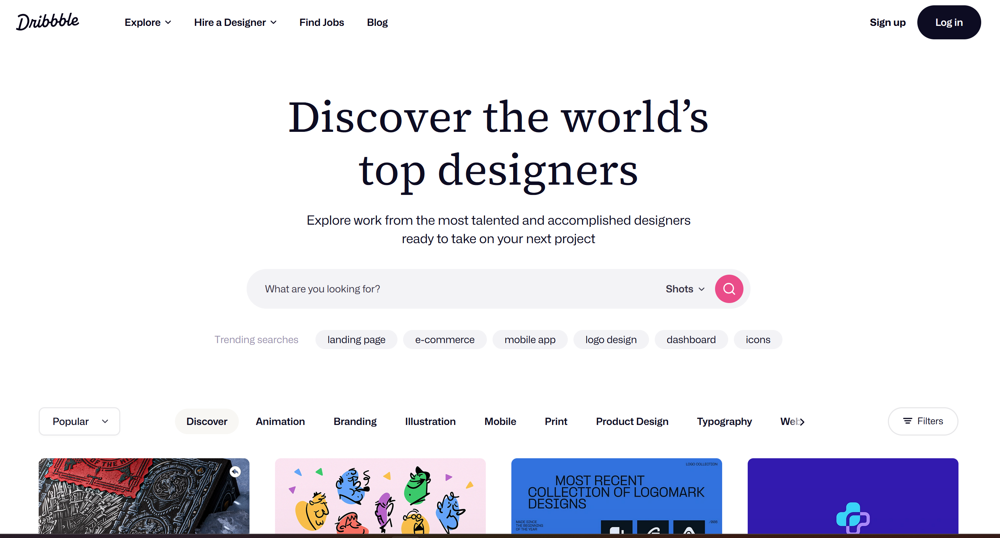 Dribbble
Explore
Hire a Designer
Find Jobs
Blog
Sign up
Log in
Discover the world’s
top designers
Explore work from the most talented and accomplished designers
ready to take on your next project
What are you looking for?
Shots
Trending searches
landing page
e-commerce
mobile app
logo design
dashboard
icons
Popular
Discover
Animation
Branding
Illustration
Mobile
Print
Product Design
Typography
Web
Filters
OF THE
LOGO COLLECTION
MOST RECENT
COLLECTION OF LOGOMARK
DESIGNS
MADE SINCE
THE BEGINNING
OF THE YEAR
/008